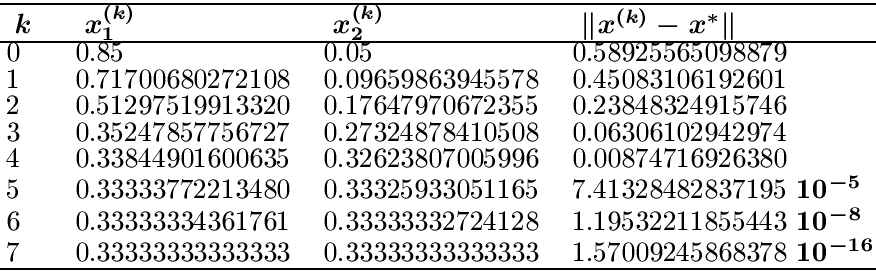 k x₁⁽ᵏ⁾ x₂⁽ᵏ⁾ ‖x⁽ᵏ⁾ − x*‖
0 0.85 0.05 0.58925565098879
1 0.71700680272108 0.09659863945578 0.45083106192601
2 0.51297519913320 0.17647970672355 0.23848324915746
3 0.35247857756727 0.27324878410508 0.06306102942974
4 0.33844901600635 0.32623807005996 0.00874716926380
5 0.33333772213480 0.33325933051165 7.41328482837195 10⁻⁵
6 0.33333334361761 0.33333332724128 1.19532211855443 10⁻⁸
7 0.33333333333333 0.33333333333333 1.57009245868378 10⁻¹⁶